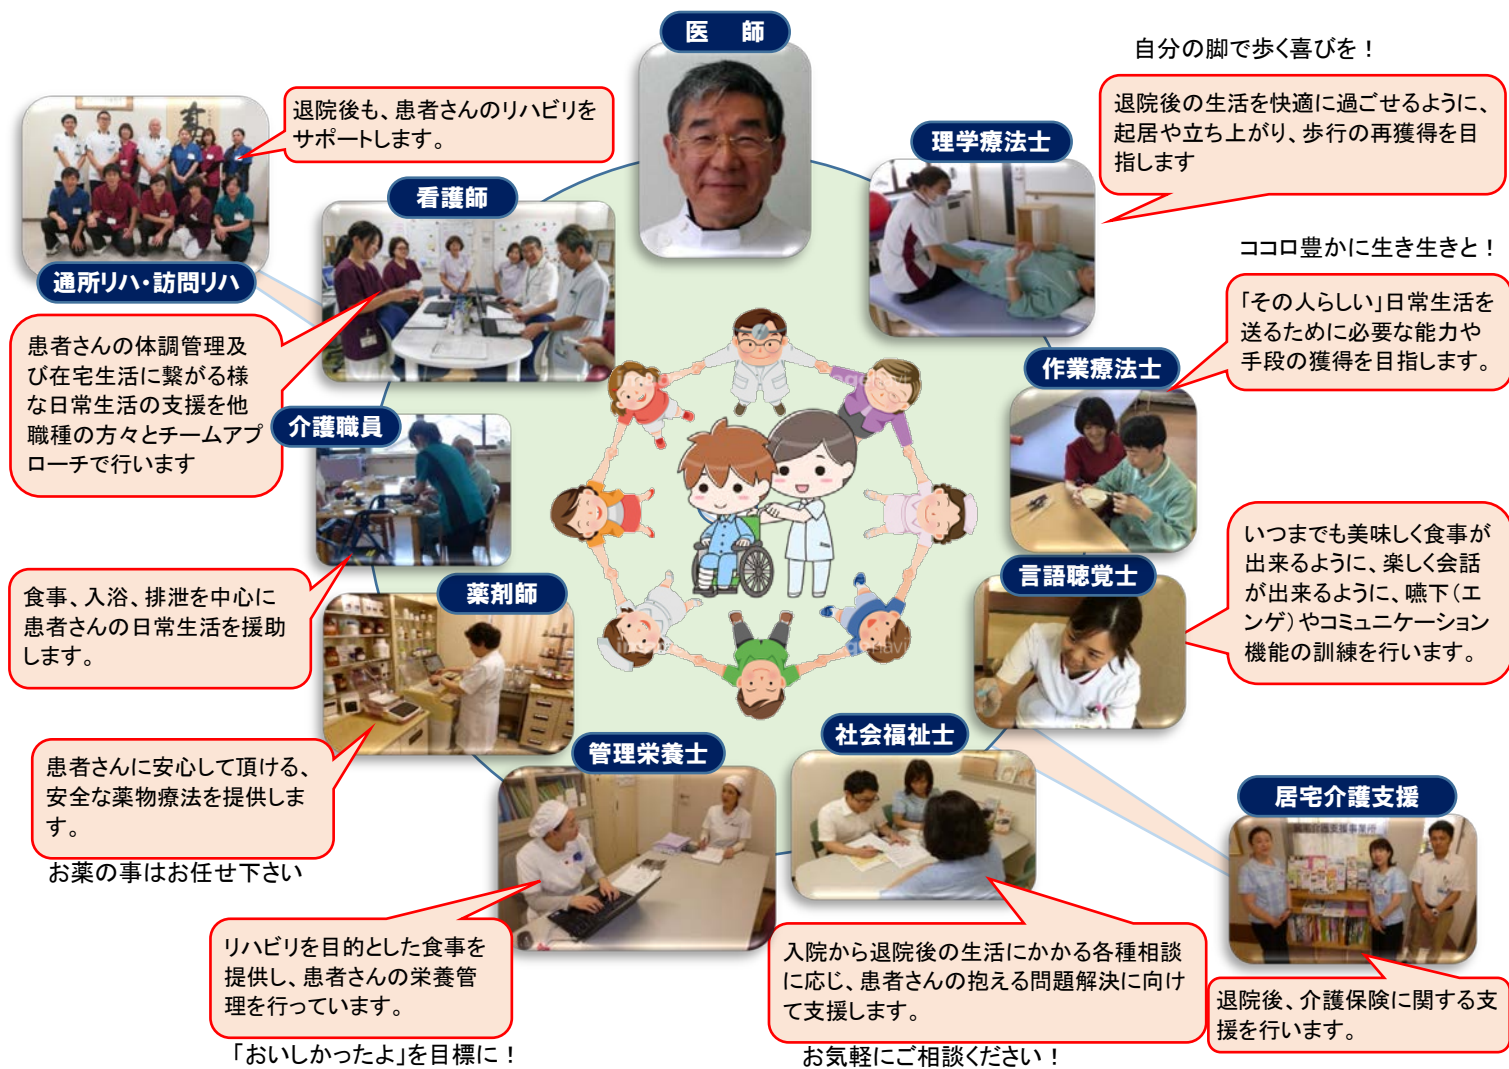 医　師
自分の脚で歩く喜びを！
退院後の生活を快適に過ごせるように、
起居や立ち上がり、歩行の再獲得を目
指します
理学療法士
退院後も、患者さんのリハビリを
サポートします。
通所リハ・訪問リハ
看護師
患者さんの体調管理及
び在宅生活に繋がる様
な日常生活の支援を他
職種の方々とチームアプ
ローチで行います
ココロ豊かに生き生きと！
「その人らしい」日常生活を
送るために必要な能力や
手段の獲得を目指します。
作業療法士
介護職員
食事、入浴、排泄を中心に
患者さんの日常生活を援助
します。
言語聴覚士
いつまでも美味しく食事が
出来るように、楽しく会話
が出来るように、嚥下（エ
ンゲ）やコミュニケーション
機能の訓練を行います。
薬剤師
患者さんに安心して頂ける、
安全な薬物療法を提供しま
す。
お薬の事はお任せ下さい
管理栄養士
リハビリを目的とした食事を
提供し、患者さんの栄養管
理を行っています。
「おいしかったよ」を目標に！
社会福祉士
入院から退院後の生活にかかる各種相談
に応じ、患者さんの抱える問題解決に向け
て支援します。
お気軽にご相談ください！
居宅介護支援
居宅介護支援事業所
退院後、介護保険に関する支
援を行います。